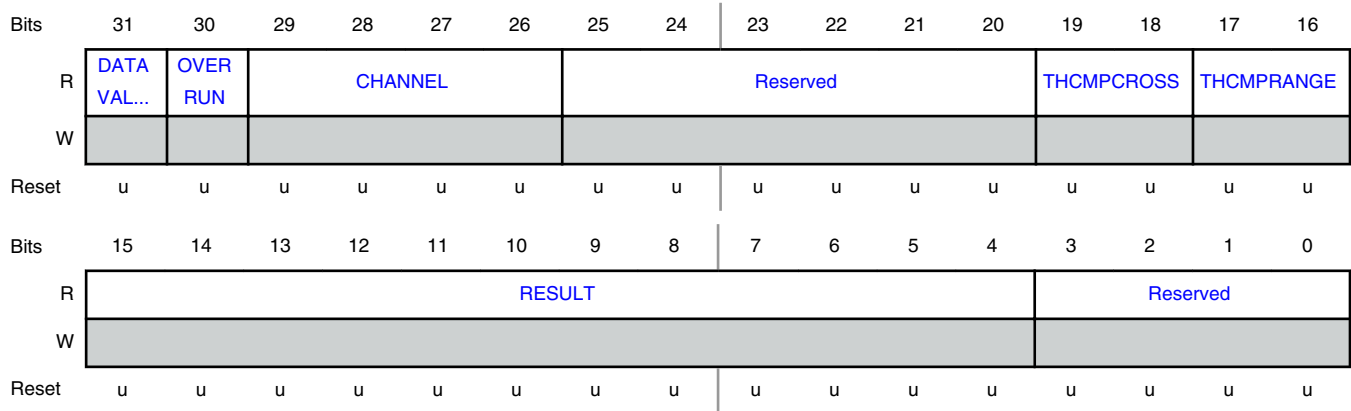 Bits 31 30 29 28 27 26 25 24 23 22 21 20 19 18 17 16
R DATA VAL... OVER RUN CHANNEL Reserved THCMPCROSS THCMPRANGE
W
Reset u u u u u u u u u u u u u u u u
Bits 15 14 13 12 11 10 9 8 7 6 5 4 3 2 1 0
R RESULT Reserved
W
Reset u u u u u u u u u u u u u u u u